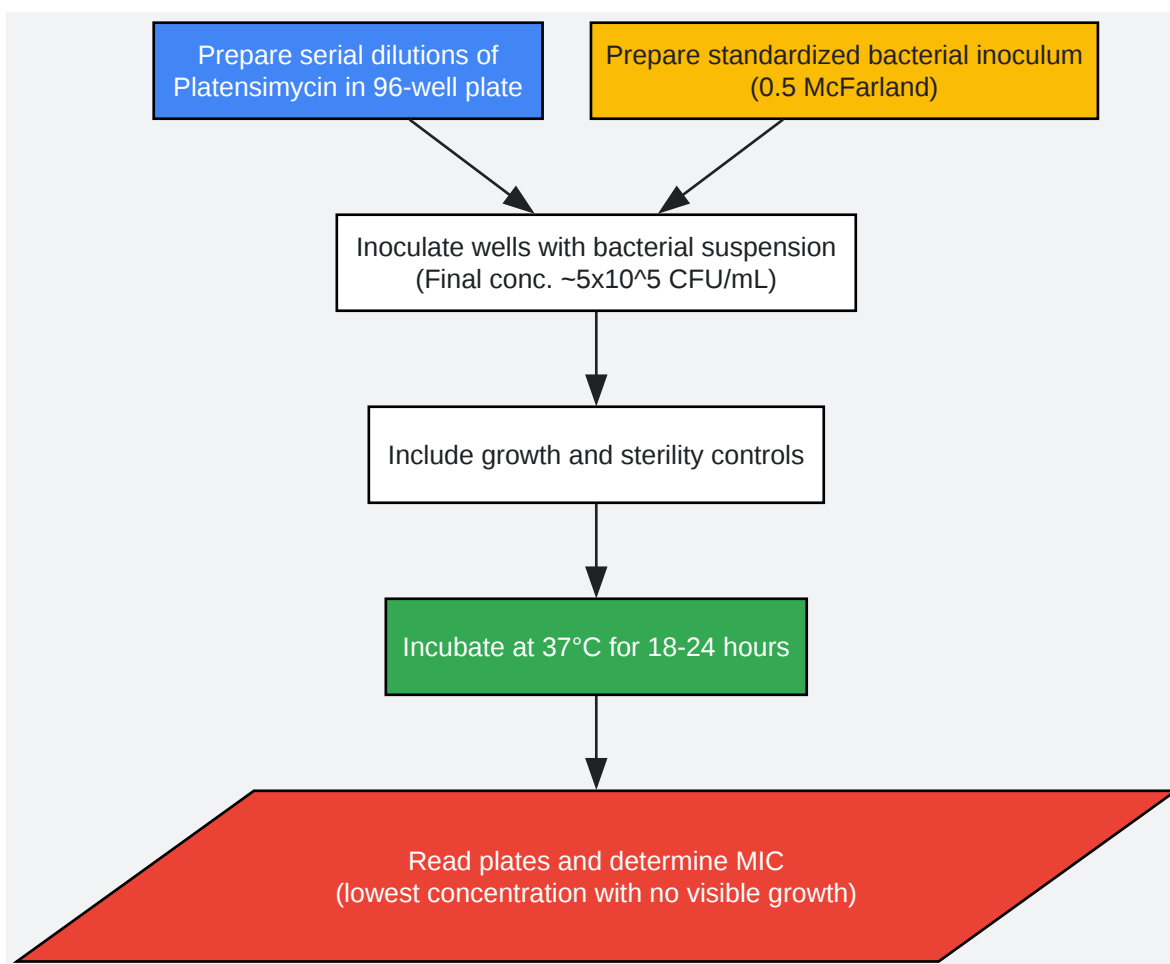 Prepare serial dilutions of
Platensimycin in 96-well plate
Prepare standardized bacterial inoculum
(0.5 McFarland)
Inoculate wells with bacterial suspension
(Final conc. ~5x10^5 CFU/mL)
Include growth and sterility controls
Incubate at 37°C for 18-24 hours
Read plates and determine MIC
(lowest concentration with no visible growth)